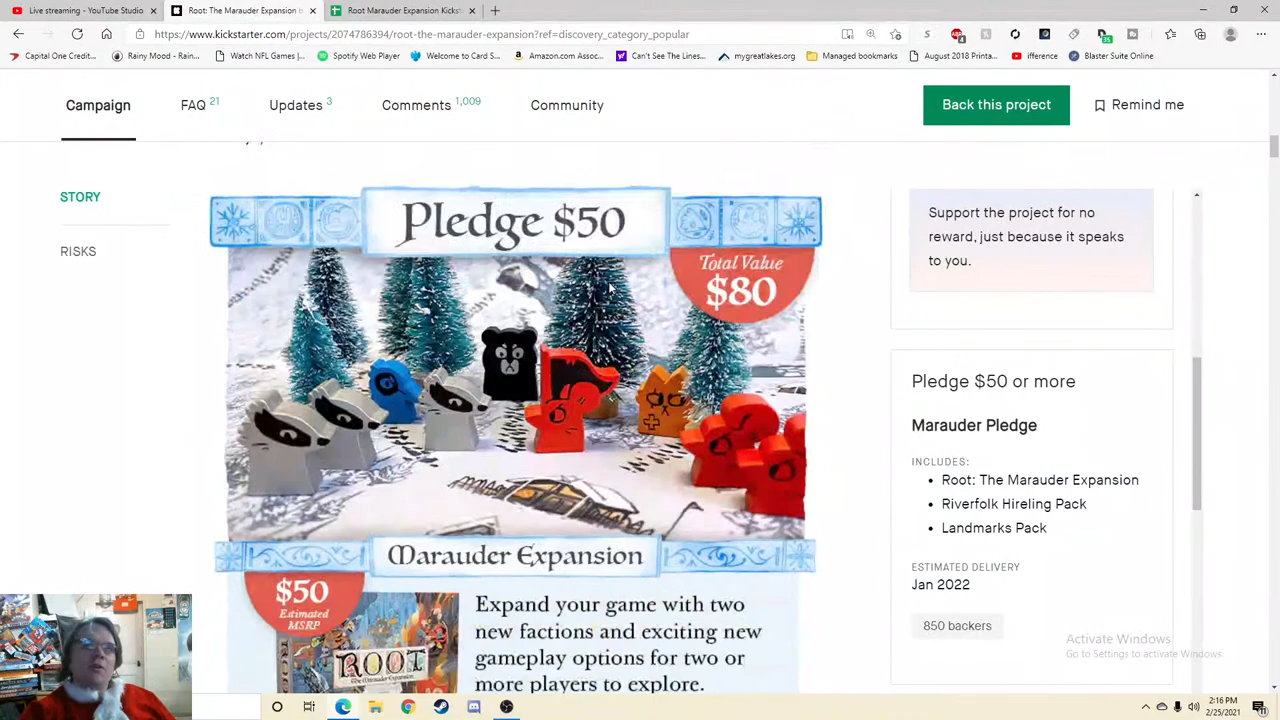 Live streaming - YouTube Studio
Root: The Marauder Expansion b
Root Marauder Expansion Kickst
https://www.kickstarter.com/projects/2074786394/root-the-marauder-expansion?ref=discovery_category_popular
Capital One Credit...
Rainy Mood - Rain...
Watch NFL Games |...
Spotify Web Player
Welcome to Card S...
Amazon.com Assoc...
Can't See The Lines...
mygreatlakes.org
Managed bookmarks
August 2018 Printa...
ifference
Blaster Suite Online
Campaign
FAQ 21
Updates 3
Comments 1,009
Community
Back this project
Remind me
STORY
RISKS
Pledge $50
Total Value
$80
Marauder Expansion
$50
Estimated
MSRP
ROOT
The Marauder Expansion
Expand your game with two
new factions and exciting new
gameplay options for two or
more players to explore.
Support the project for no
reward, just because it speaks
to you.
Pledge $50 or more
Marauder Pledge
INCLUDES:
• Root: The Marauder Expansion
• Riverfolk Hireling Pack
• Landmarks Pack
ESTIMATED DELIVERY
Jan 2022
850 backers
Activate Windows
Go to Settings to activate Windows.
2:16 PM
2/25/2021